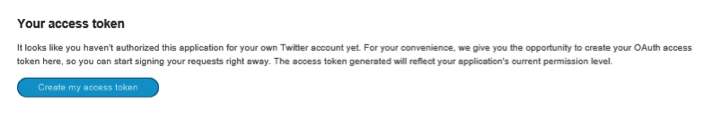 Your access token
It looks like you haven't authorized this application for your own Twitter account yet. For your convenience, we give you the opportunity to create your OAuth access
token here, so you can start signing your requests right away. The access token generated will reflect your application's current permission level.
Create my access token